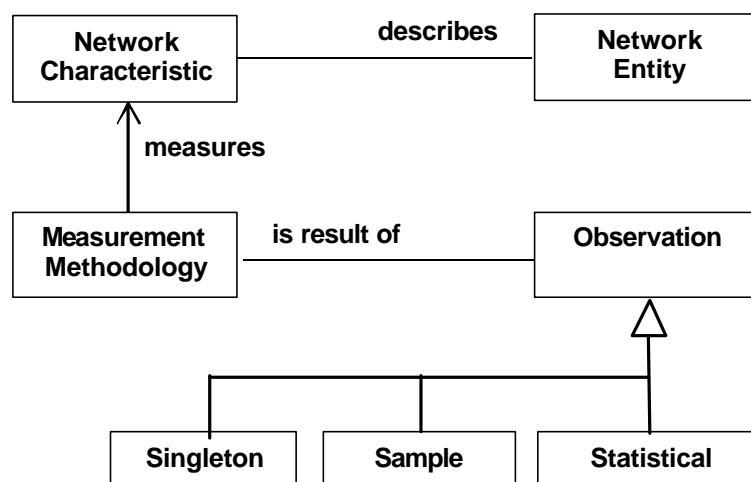 Network
Characteristic
describes
Network
Entity
measures
Measurement
Methodology
is result of
Observation
Singleton
Sample
Statistical